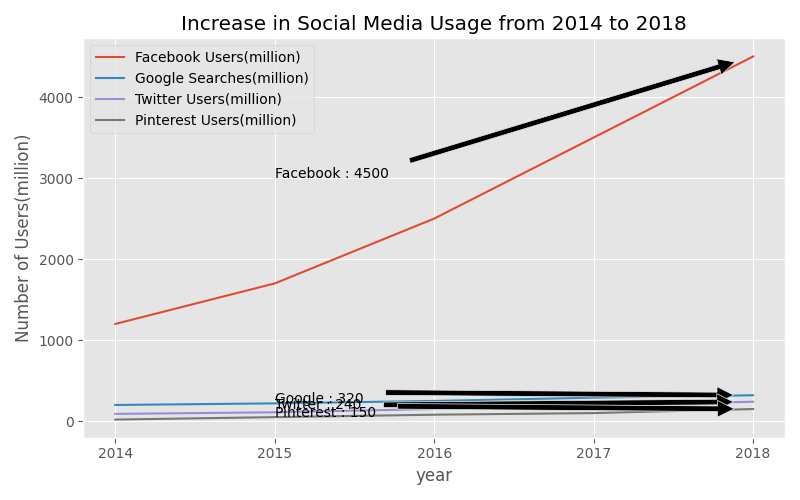 Increase in Social Media Usage from 2014 to 2018
Facebook Users(million)
Google Searches(million)
Twitter Users(million)
Pinterest Users(million)
Number of Users(million)
4000
3000
2000
1000
0
Facebook : 4500
Google : 320
Twitter : 240
Pinterest : 150
2014 2015 2016 2017 2018
year